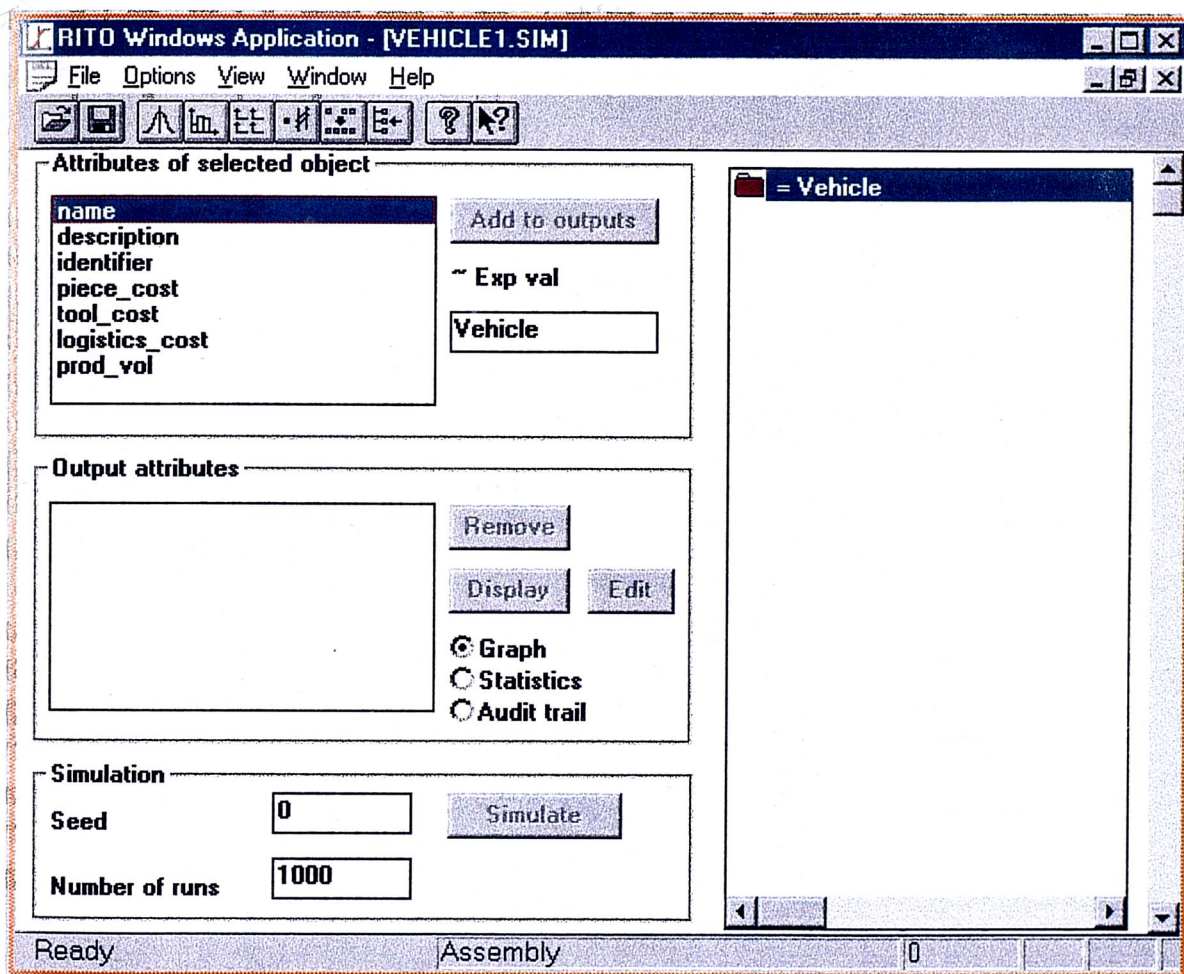 RITO Windows Application - [VEHICLE1.SIM]
File Options View Window Help
Attributes of selected object
name
description
identifier
piece_cost
tool_cost
logistics_cost
prod_vol
Add to outputs
~ Exp val
Vehicle
= Vehicle
Output attributes
Remove
Display Edit
Graph
Statistics
Audit trail
Simulation
Seed 0 Simulate
Number of runs 1000
Ready Assembly 0